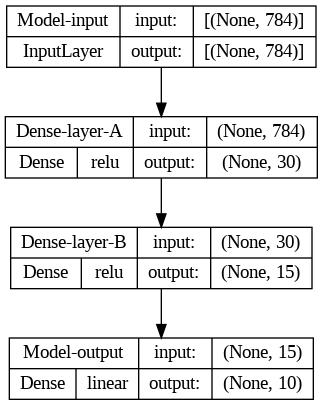 Model-input input: [(None, 784)]
InputLayer output: [(None, 784)]
Dense-layer-A input: (None, 784)
Dense relu output: (None, 30)
Dense-layer-B input: (None, 30)
Dense relu output: (None, 15)
Model-output input: (None, 15)
Dense linear output: (None, 10)